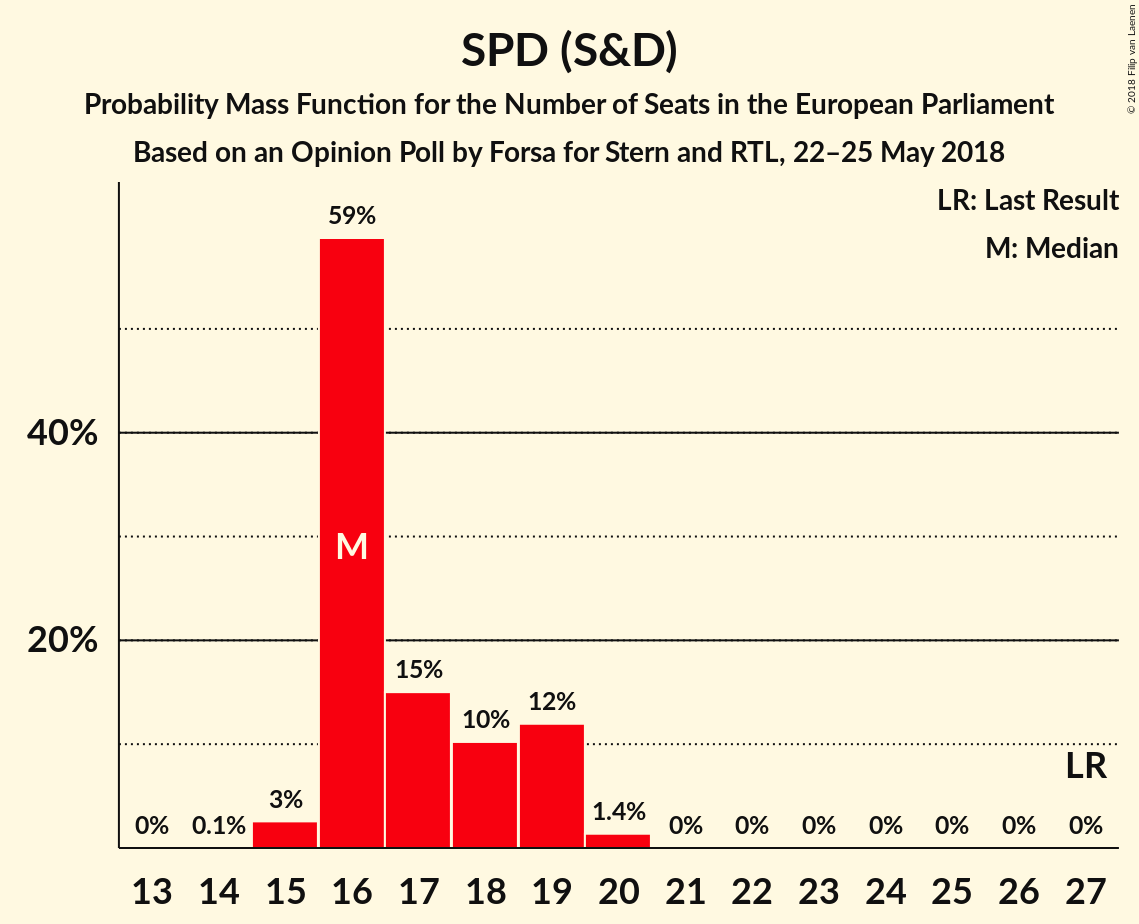 SPD (S&D)
Probability Mass Function for the Number of Seats in the European Parliament
Based on an Opinion Poll by Forsa for Stern and RTL, 22–25 May 2018
© 2018 Filip van Laenen
LR: Last Result
M: Median
59%
40%
M
20%
15%
12%
10%
LR
3%
1.4%
0% 0.1% 0% 0% 0% 0% 0% 0% 0%
13 14 15 16 17 18 19 20 21 22 23 24 25 26 27